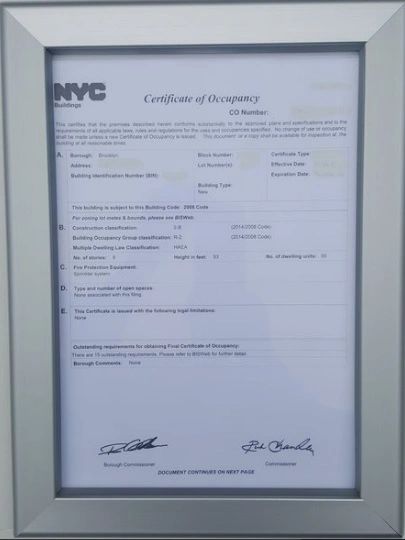 NYC
Buildings
Certificate of Occupancy
CO Number:
This certifies that the premises described herein conforms substantially to the approved plans and specifications and to the
requirements of all applicable laws, rules and regulations for the uses and occupancies specified. No change of use or occupancy
shall be made unless a new Certificate of Occupancy is issued. This document or a copy shall be available for inspection at the
building at all reasonable times.
A. Borough: Brooklyn Block Number: Certificate Type:
Address: Lot Number(s): Effective Date:
Building Identification Number (BIN): Expiration Date:
Building Type:
New
This building is subject to this Building Code: 2008 Code
For zoning lot metes & bounds, please see BISWeb.
B. Construction classification: (2014/2008 Code)
Building Occupancy Group classification: R-2 (2014/2008 Code)
Multiple Dwelling Law Classification: HAEA
No. of stories: Height in feet: No. of dwelling units:
C. Fire Protection Equipment:
Sprinkler system
D. Type and number of open spaces:
None associated with this filing
E. This Certificate is issued with the following legal limitations:
None
Outstanding requirements for obtaining Final Certificate of Occupancy:
There are 15 outstanding requirements. Please refer to BISWeb for further detail.
Borough Comments: None
Borough Commissioner Commissioner
DOCUMENT CONTINUES ON NEXT PAGE